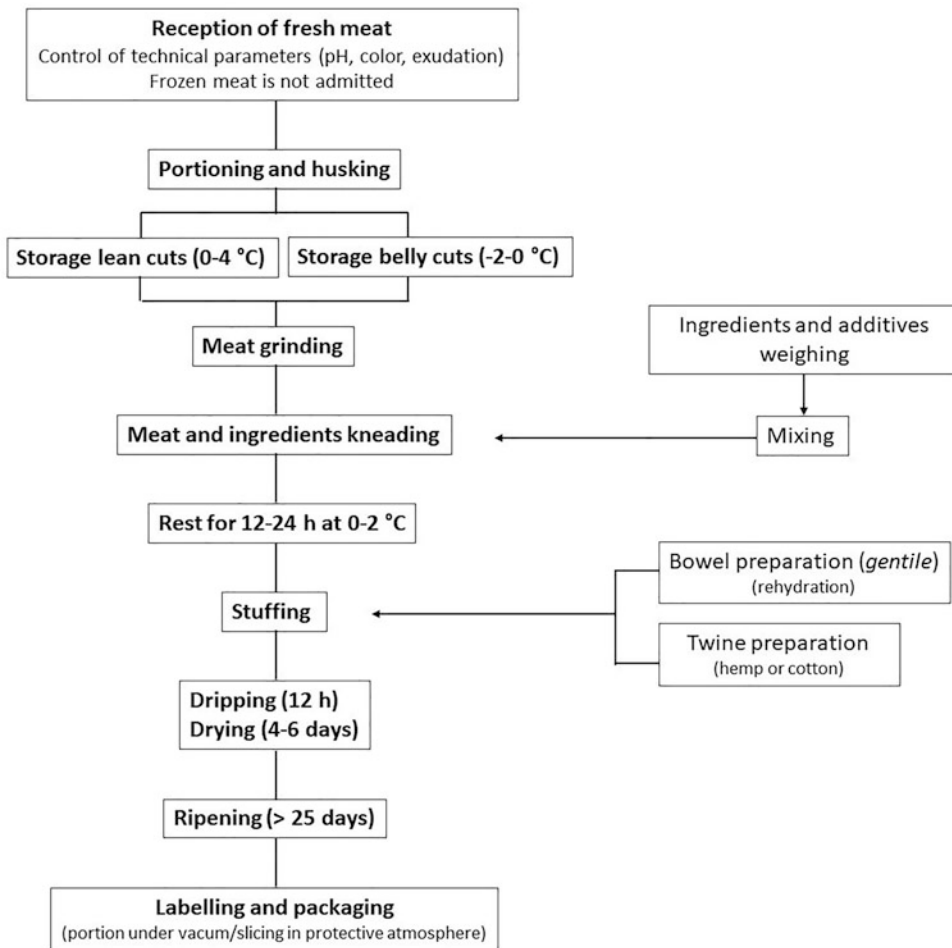 Reception of fresh meat
Control of technical parameters (pH, color, exudation)
Frozen meat is not admitted
Portioning and husking
Storage lean cuts (0-4 °C)
Storage belly cuts (-2-0 °C)
Meat grinding
Ingredients and additives
weighing
Meat and ingredients kneading
Mixing
Rest for 12-24 h at 0-2 °C
Bowel preparation (gentile)
(rehydration)
Stuffing
Twine preparation
(hemp or cotton)
Dripping (12 h)
Drying (4-6 days)
Ripening (> 25 days)
Labelling and packaging
(portion under vacum/slicing in protective atmosphere)